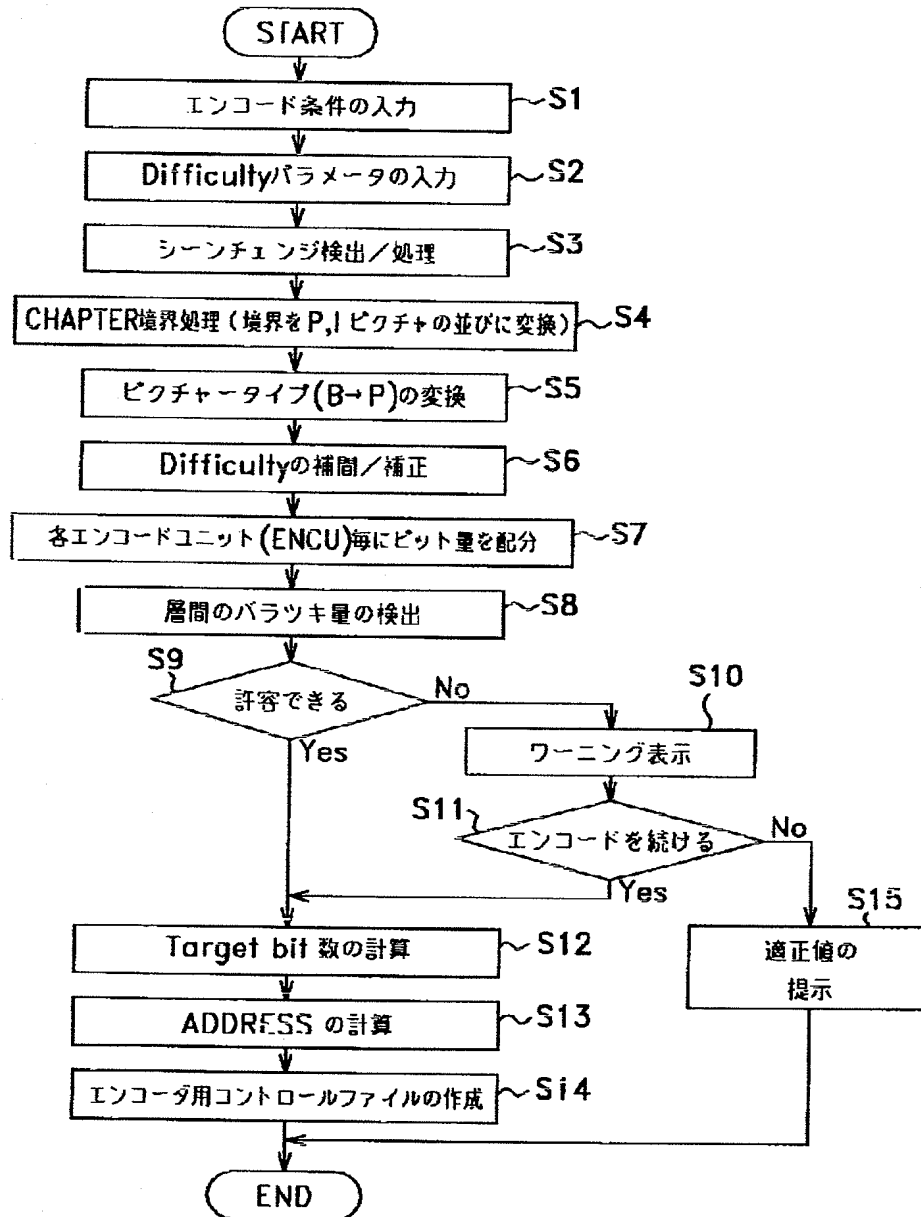 START
エンコード条件の入力
S1
Difficultyパラメータの入力
S2
シーンチェンジ検出／処理
S3
CHAPTER境界処理(境界をP,Iピクチャの並びに変換)
S4
ピクチャータイプ(B→P)の変換
S5
Difficultyの補間／補正
S6
各エンコードユニット(ENCU)毎にビット量を配分
S7
層間のバラツキ量の検出
S8
S9
許容できる
No
Yes
S10
ワーニング表示
S11
エンコードを続ける
No
Yes
S15
適正値の
提示
Target bit 数の計算
S12
ADDRESS の計算
S13
エンコーダ用コントロールファイルの作成
Si4
END